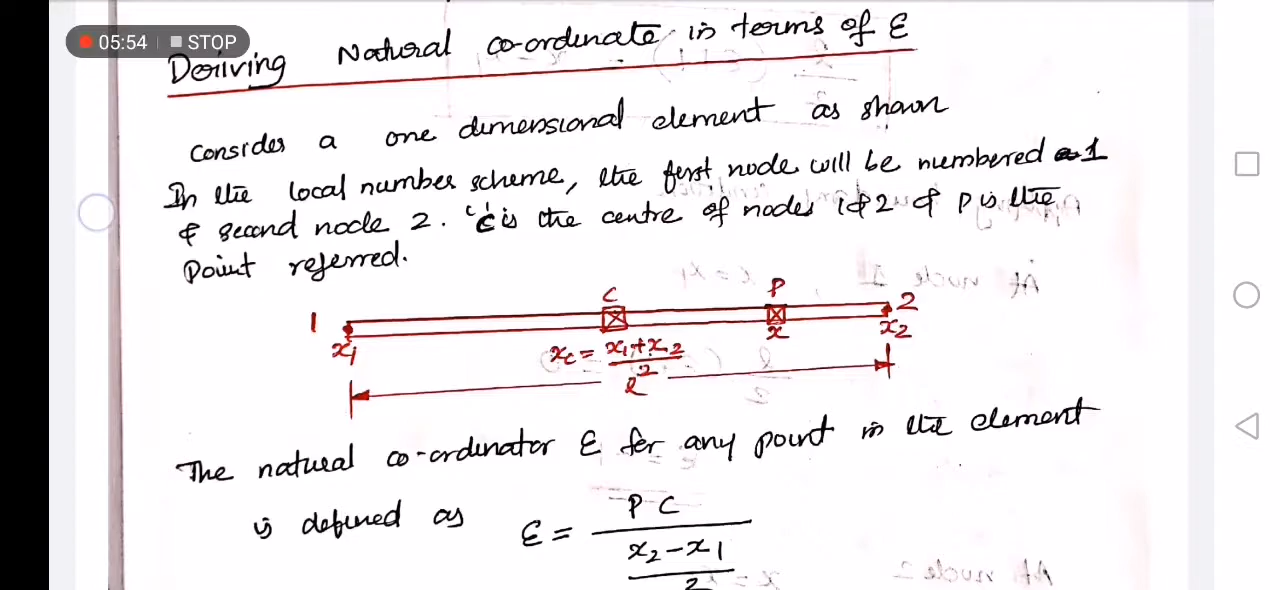 05:54 STOP
Deriving Natural co-ordinate in terms of ε
Consider a one dimensional element as shown
In the local number scheme, the first node will be numbered 1
& second node 2. 'C' is the centre of nodes 1 & 2 & P is the
Point referred.
C P
1 2
x₁ x x₂
x_c = x₁ + x₂ / 2
l
The natural co-ordinator ε for any point in the element
is defined as ε = PC / (x₂ - x₁ / 2)